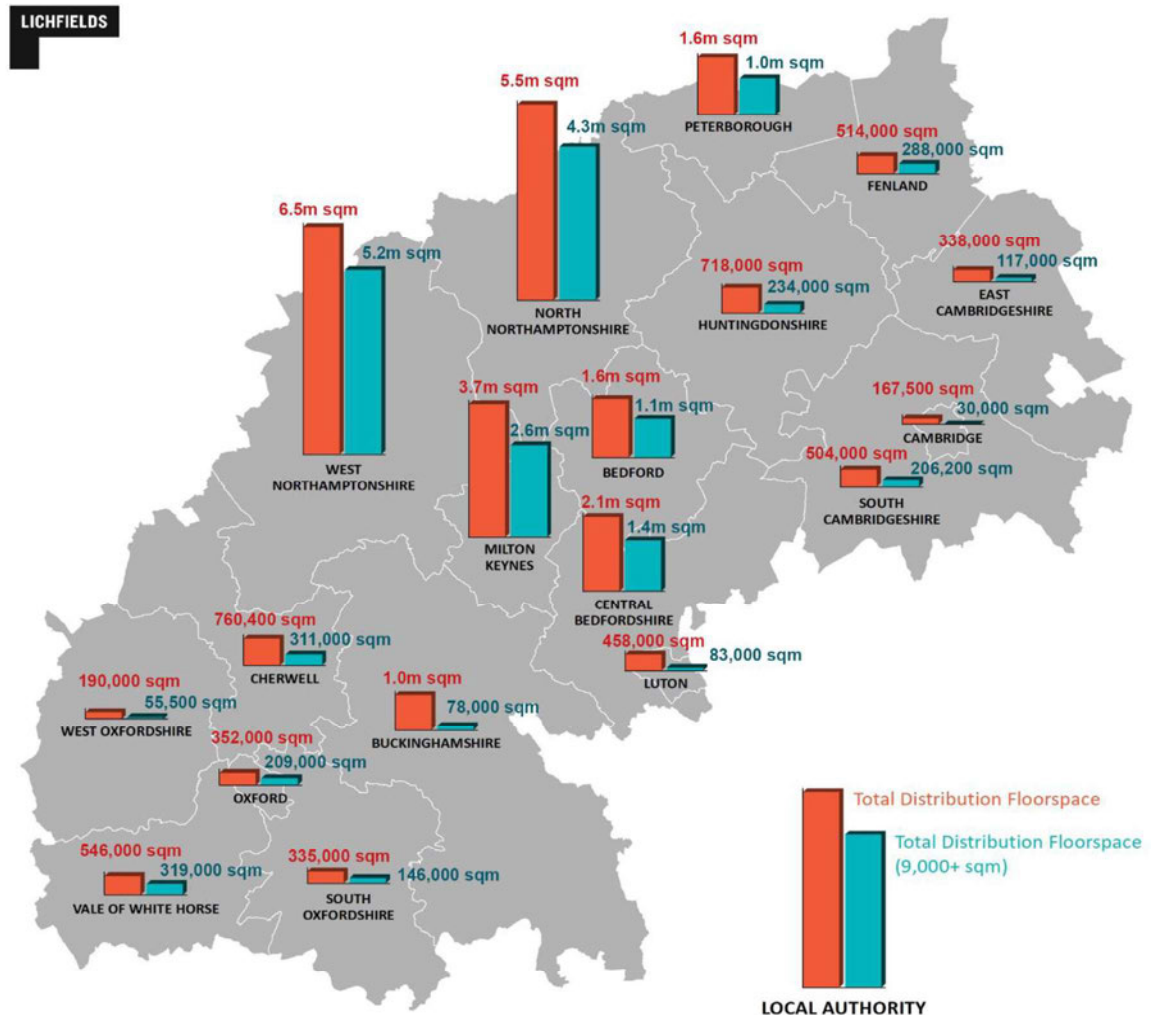 LICHFIELDS
1.6m sqm
1.0m sqm
PETERBOROUGH
5.5m sqm
4.3m sqm
NORTH
NORTHAMPTONSHIRE
514,000 sqm
288,000 sqm
FENLAND
6.5m sqm
5.2m sqm
WEST
NORTHAMPTONSHIRE
338,000 sqm
117,000 sqm
EAST
CAMBRIDGESHIRE
718,000 sqm
234,000 sqm
HUNTINGDONSHIRE
3.7m sqm
2.6m sqm
MILTON
KEYNES
1.6m sqm
1.1m sqm
BEDFORD
167,500 sqm
30,000 sqm
CAMBRIDGE
504,000 sqm
206,200 sqm
SOUTH
CAMBRIDGESHIRE
2.1m sqm
1.4m sqm
CENTRAL
BEDFORDSHIRE
760,400 sqm
311,000 sqm
CHERWELL
458,000 sqm
83,000 sqm
LUTON
190,000 sqm
55,500 sqm
WEST OXFORDSHIRE
1.0m sqm
78,000 sqm
BUCKINGHAMSHIRE
352,000 sqm
209,000 sqm
OXFORD
546,000 sqm
319,000 sqm
VALE OF WHITE HORSE
335,000 sqm
146,000 sqm
SOUTH
OXFORDSHIRE
Total Distribution Floorspace
Total Distribution Floorspace
(9,000+ sqm)
LOCAL AUTHORITY